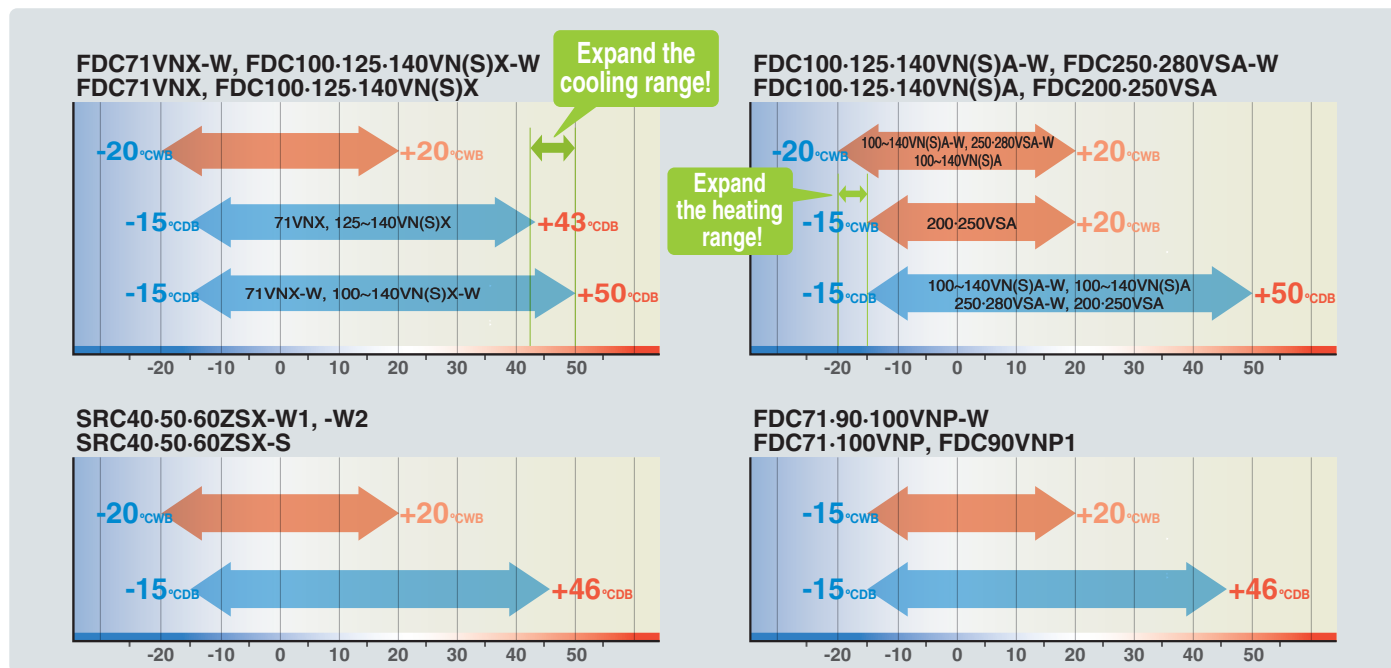 FDC71VNX-W, FDC100·125·140VN(S)X-W
FDC71VNX, FDC100·125·140VN(S)X
Expand the
cooling range!
-20°CWB
+20°CWB
-15°CDB
71VNX, 125~140VN(S)X
+43°CDB
-15°CDB
71VNX-W, 100~140VN(S)X-W
+50°CDB
-20 -10 0 10 20 30 40 50
FDC100·125·140VN(S)A-W, FDC250·280VSA-W
FDC100·125·140VN(S)A, FDC200·250VSA
-20°CWB
100~140VN(S)A-W, 250·280VSA-W
100~140VN(S)A
+20°CWB
Expand
the heating
range!
-15°CWB
200·250VSA
+20°CWB
-15°CDB
100~140VN(S)A-W, 100~140VN(S)A
250·280VSA-W, 200·250VSA
+50°CDB
-20 -10 0 10 20 30 40 50
SRC40·50·60ZSX-W1, -W2
SRC40·50·60ZSX-S
-20°CWB
+20°CWB
-15°CDB
+46°CDB
-20 -10 0 10 20 30 40 50
FDC71·90·100VNP-W
FDC71·100VNP, FDC90VNP1
-15°CWB
+20°CWB
-15°CDB
+46°CDB
-20 -10 0 10 20 30 40 50